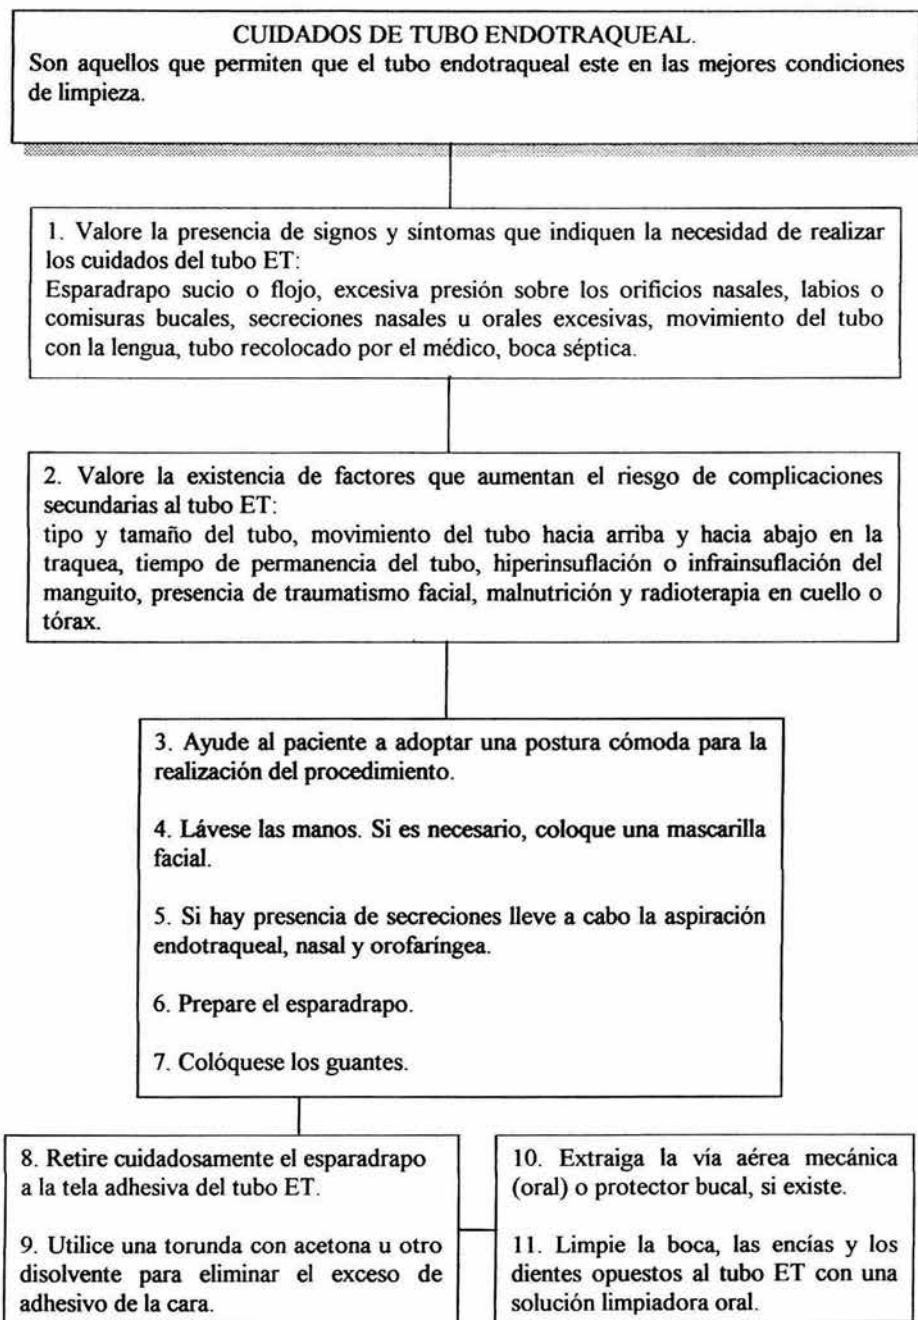 CUIDADOS DE TUBO ENDOTRAQUEAL.
Son aquellos que permiten que el tubo endotraqueal este en las mejores condiciones
de limpieza.
1. Valore la presencia de signos y síntomas que indiquen la necesidad de realizar
los cuidados del tubo ET:
Esparadrapo sucio o flojo, excesiva presión sobre los orificios nasales, labios o
comisuras bucales, secreciones nasales u orales excesivas, movimiento del tubo
con la lengua, tubo recolocado por el médico, boca séptica.
2. Valore la existencia de factores que aumentan el riesgo de complicaciones
secundarias al tubo ET:
tipo y tamaño del tubo, movimiento del tubo hacia arriba y hacia abajo en la
traquea, tiempo de permanencia del tubo, hiperinsuflación o infrainsuflación del
manguito, presencia de traumatismo facial, malnutrición y radioterapia en cuello o
tórax.
3. Ayude al paciente a adoptar una postura cómoda para la
realización del procedimiento.
4. Lávese las manos. Si es necesario, coloque una mascarilla
facial.
5. Si hay presencia de secreciones lleve a cabo la aspiración
endotraqueal, nasal y orofaríngea.
6. Prepare el esparadrapo.
7. Colóquese los guantes.
8. Retire cuidadosamente el esparadrapo
a la tela adhesiva del tubo ET.
9. Utilice una torunda con acetona u otro
disolvente para eliminar el exceso de
adhesivo de la cara.
10. Extraiga la vía aérea mecánica
(oral) o protector bucal, si existe.
11. Limpie la boca, las encías y los
dientes opuestos al tubo ET con una
solución limpiadora oral.